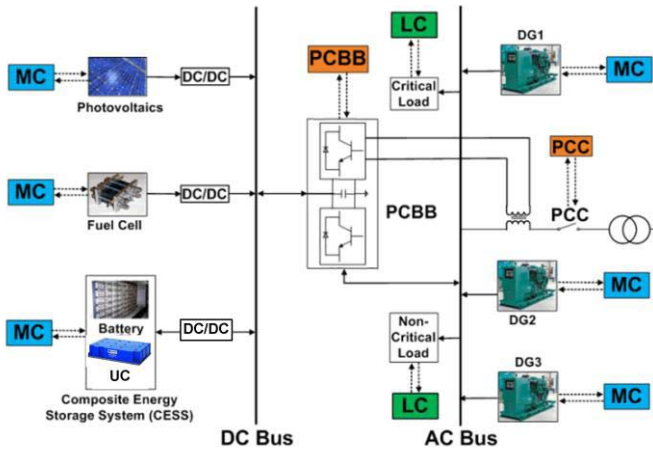 MC
Photovoltaics
DC/DC
MC
Fuel Cell
DC/DC
MC
Battery
UC
DC/DC
Composite Energy
Storage System (CESS)
DC Bus
PCBB
PCBB
LC
Critical
Load
Non-
Critical
Load
LC
AC Bus
DG1
MC
PCC
PCC
DG2
MC
DG3
MC